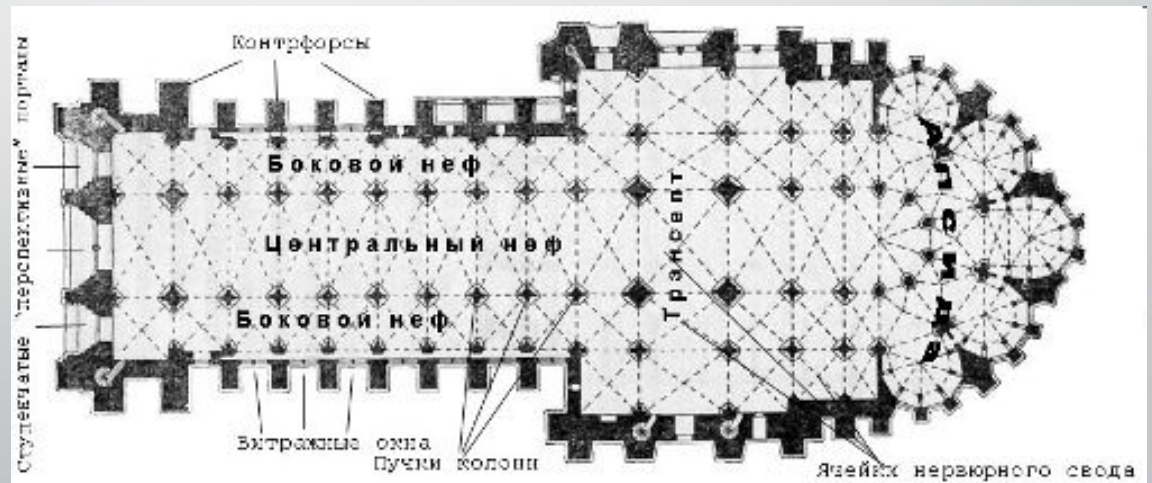 Контрфорсы
Ступенчатые "перспективные" порталы
Боковой неф
Центральный неф
Боковой неф
Трансепт
Витражные окна
Пучки колонн
Ячейки нервюрного свода